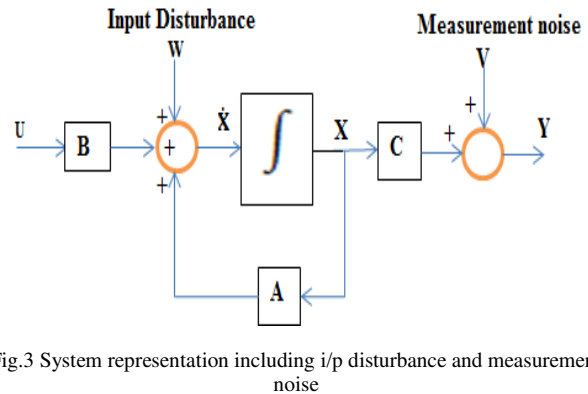 Input Disturbance
Measurement noise
W
V
U
B
+
+
+
Ẋ
∫
X
C
+
+
Y
A
ig.3 System representation including i/p disturbance and measuremen
noise